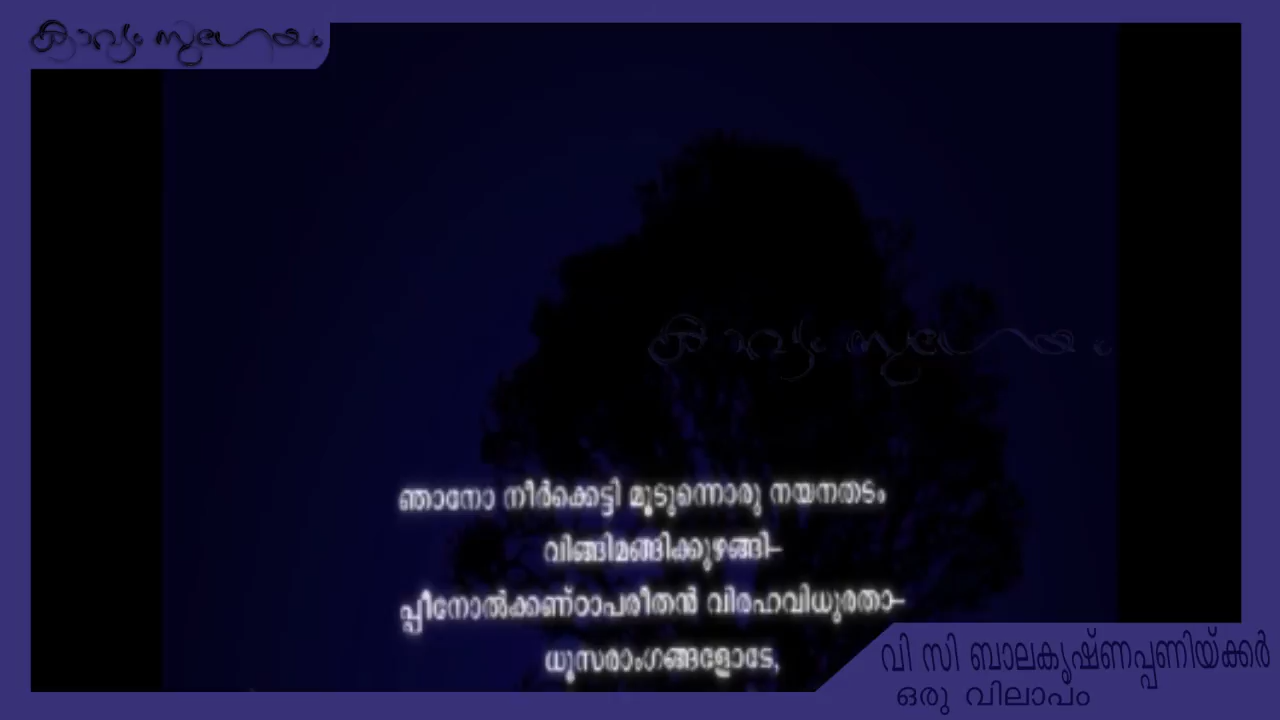 കാവ്യം സുഗേയം
കാവ്യം സുഗേയം
ഞാനോ നീർക്കെട്ടി മൂടുന്നൊരു നയനതടം
വിങ്ങിമങ്ങിക്കുഴങ്ങി–
പ്പീനോൽക്കണ്ഠാപരീതൻ വിരഹവിധുരതാ–
ധൂസരാംഗങ്ങളോടേ,
വി സി ബാലകൃഷ്ണപ്പണിയ്ക്കർ
ഒരു വിലാപം